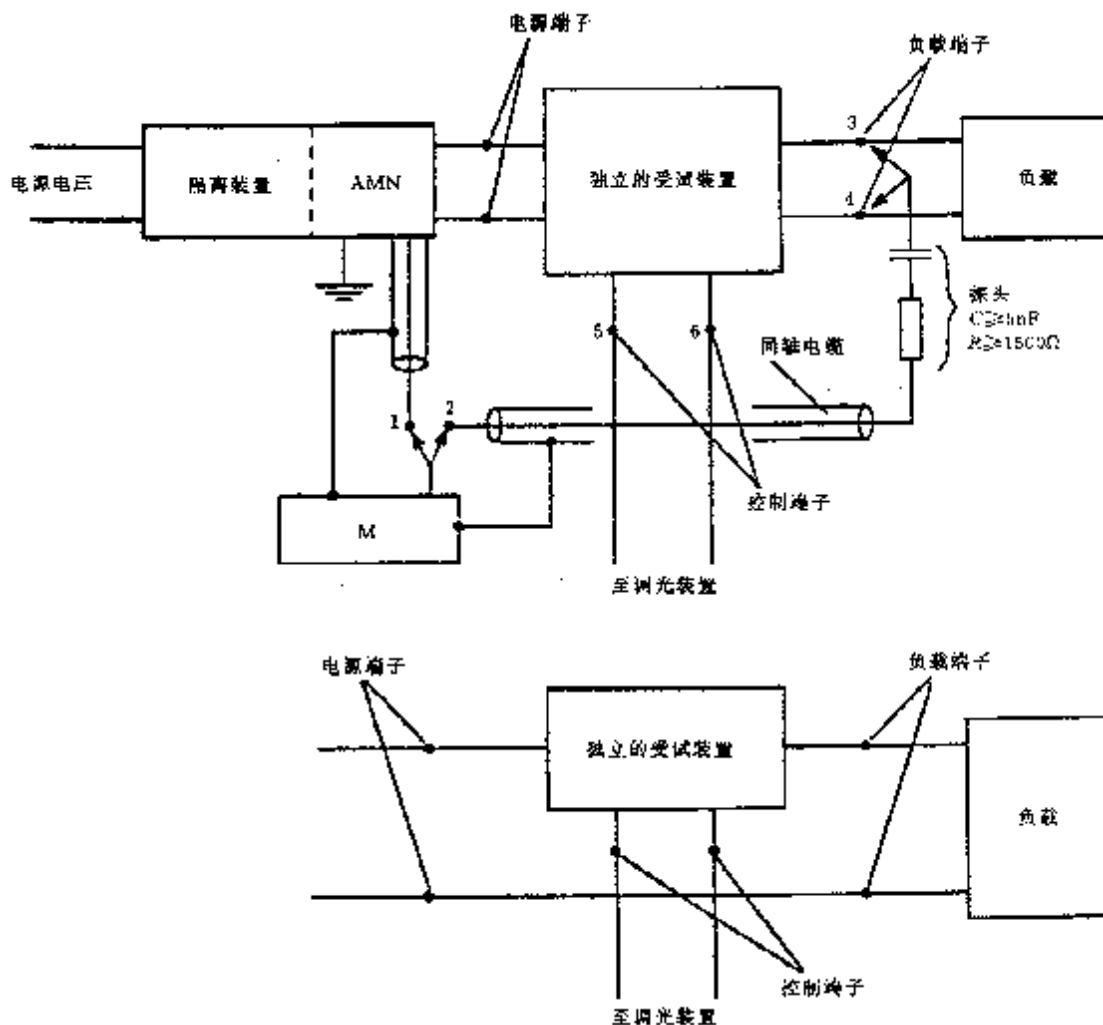 电源端子
负载端子
电源电压
隔离装置
AMN
独立的受试装置
3
4
负载
探头
5
6
同轴电缆
1
2
M
控制端子
至调光装置
电源端子
负载端子
独立的受试装置
负载
控制端子
至调光装置